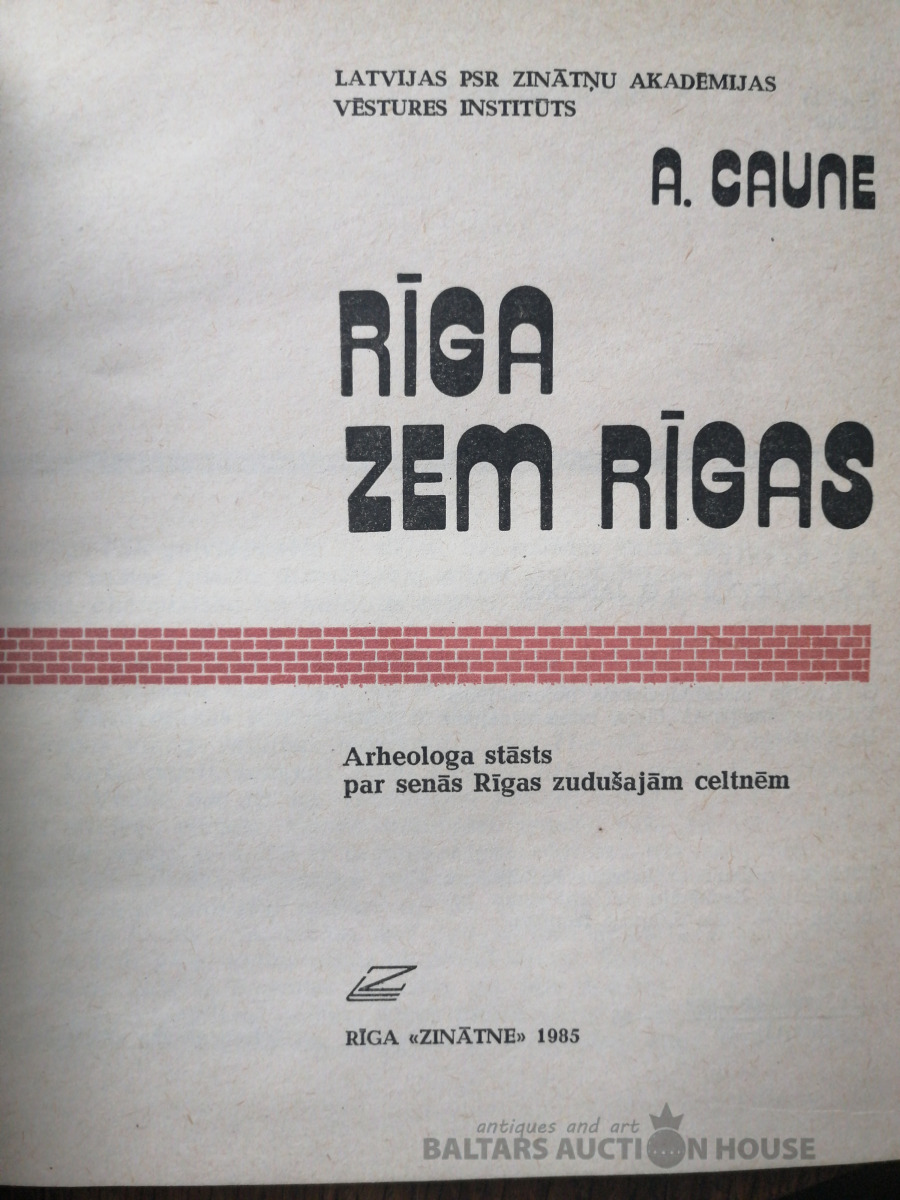 LATVIJAS PSR ZINĀTŅU AKADĒMIJAS
VĒSTURES INSTITŪTS
A. CAUNE
RĪGA
ZEM RĪGAS
Arheologa stāsts
par senās Rīgas zudušajām celtnēm
Z
RĪGA «ZINĀTNE» 1985
antiques and art
BALTARS AUCTION HOUSE